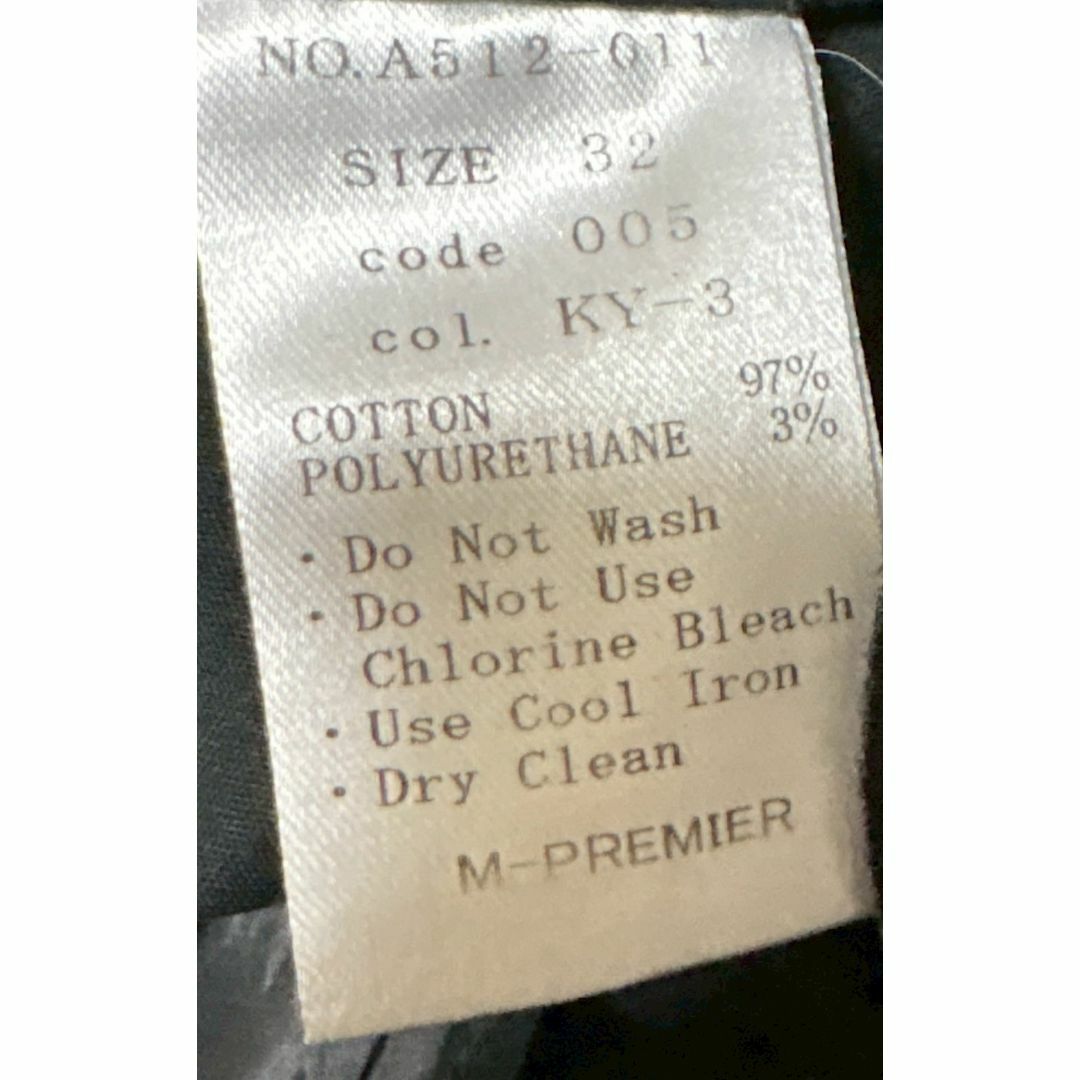 NO.A512-011
SIZE 32
code 005
col. KY-3
COTTON 97%
POLYURETHANE 3%
・Do Not Wash
・Do Not Use
Chlorine Bleach
・Use Cool Iron
・Dry Clean
M-PREMIER